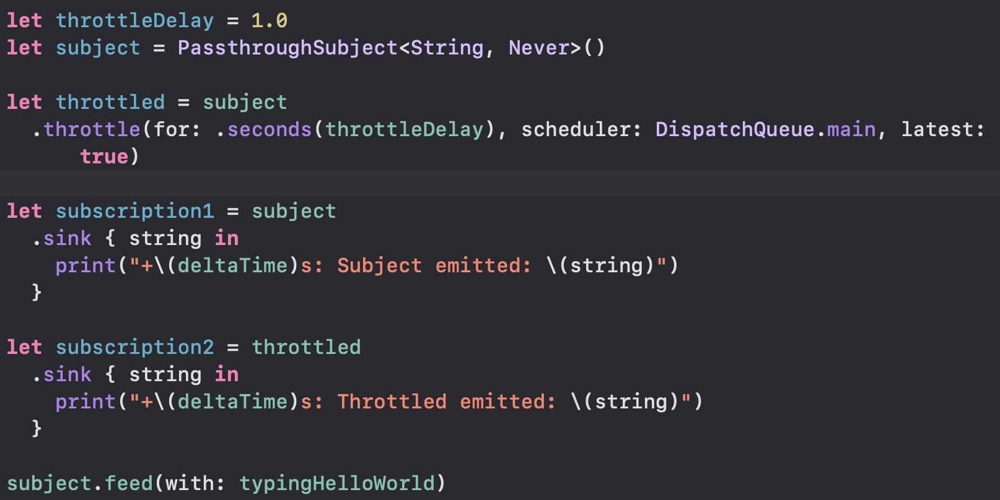 let throttleDelay = 1.0
let subject = PassthroughSubject<String, Never>()
let throttled = subject
.throttle(for: .seconds(throttleDelay), scheduler: DispatchQueue.main, latest:
true)
let subscription1 = subject
.sink { string in
print("+\(deltaTime)s: Subject emitted: \(string)")
}
let subscription2 = throttled
.sink { string in
print("+\(deltaTime)s: Throttled emitted: \(string)")
}
subject.feed(with: typingHelloWorld)